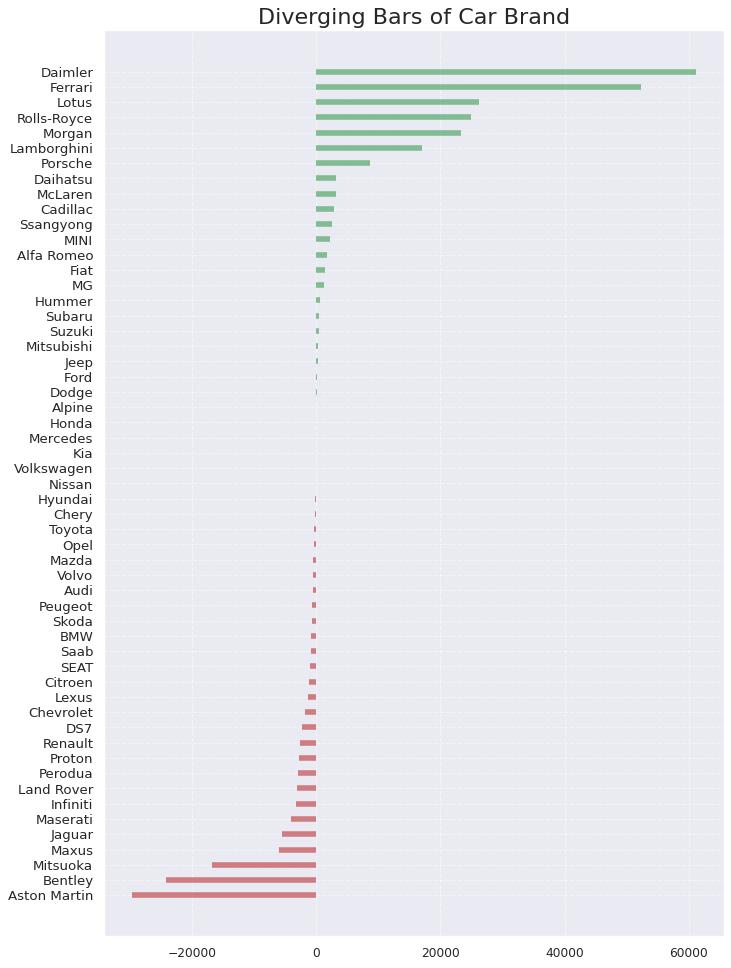 Diverging Bars of Car Brand
Daimler
Ferrari
Lotus
Rolls-Royce
Morgan
Lamborghini
Porsche
Daihatsu
McLaren
Cadillac
Ssangyong
MINI
Alfa Romeo
Fiat
MG
Hummer
Subaru
Suzuki
Mitsubishi
Jeep
Ford
Dodge
Alpine
Honda
Mercedes
Kia
Volkswagen
Nissan
Hyundai
Chery
Toyota
Opel
Mazda
Volvo
Audi
Peugeot
Skoda
BMW
Saab
SEAT
Citroen
Lexus
Chevrolet
DS7
Renault
Proton
Perodua
Land Rover
Infiniti
Maserati
Jaguar
Maxus
Mitsuoka
Bentley
Aston Martin
−20000 0 20000 40000 60000